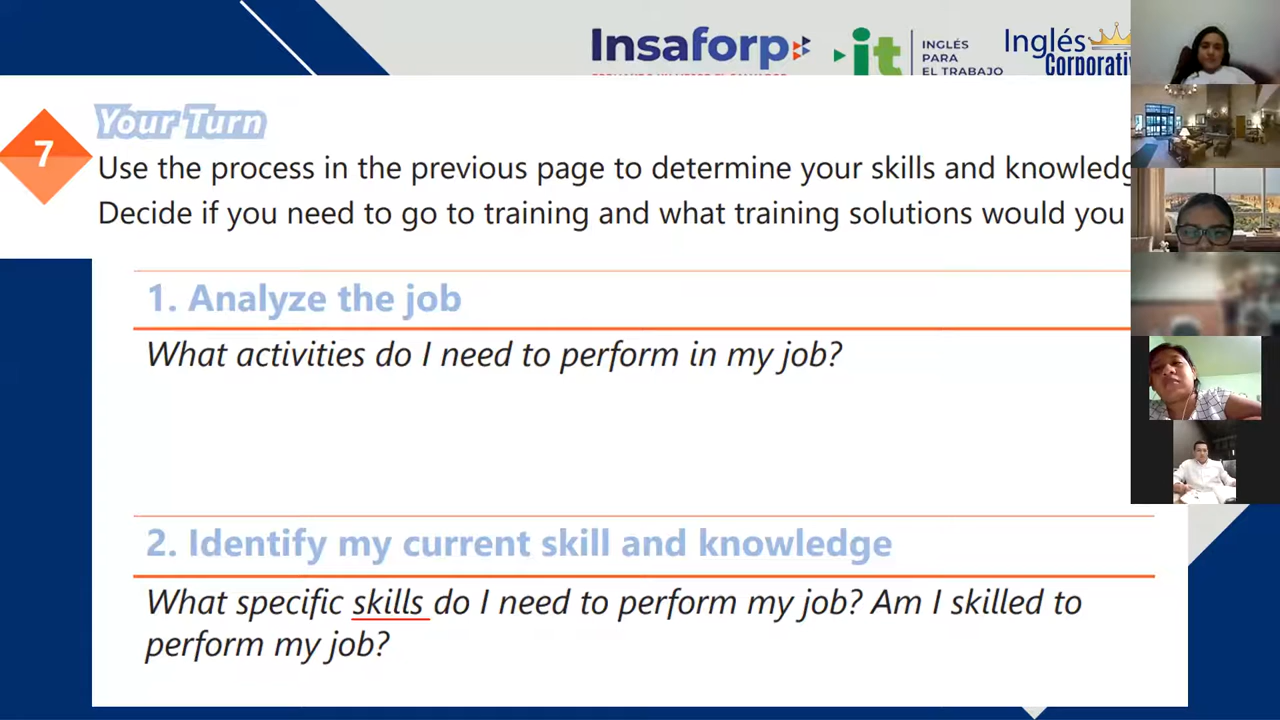 Insaforp
it
INGLÉS
PARA
EL TRABAJO
Inglés
7
Your Turn
Use the process in the previous page to determine your skills and
Decide if you need to go to training and what training solutions would you
1. Analyze the job
What activities do I need to perform in my job?
2. Identify my current skill and knowledge
What specific skills do I need to perform my job? Am I skilled to
perform my job?